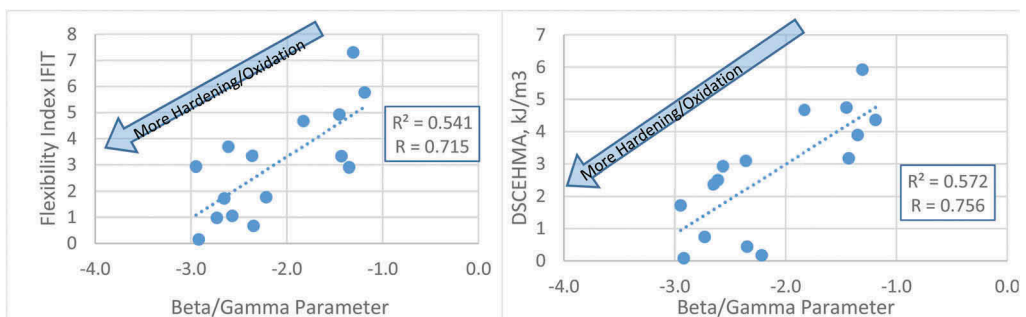 8
7
6
5
4
3
2
1
0
Flexibility Index IFIT
More Hardening/Oxidation
R² = 0.541
R = 0.715
-4.0 -3.0 -2.0 -1.0 0.0
Beta/Gamma Parameter
7
6
5
4
3
2
1
0
DSCEHMA, kJ/m3
More Hardening/Oxidation
R² = 0.572
R = 0.756
-4.0 -3.0 -2.0 -1.0 0.0
Beta/Gamma Parameter